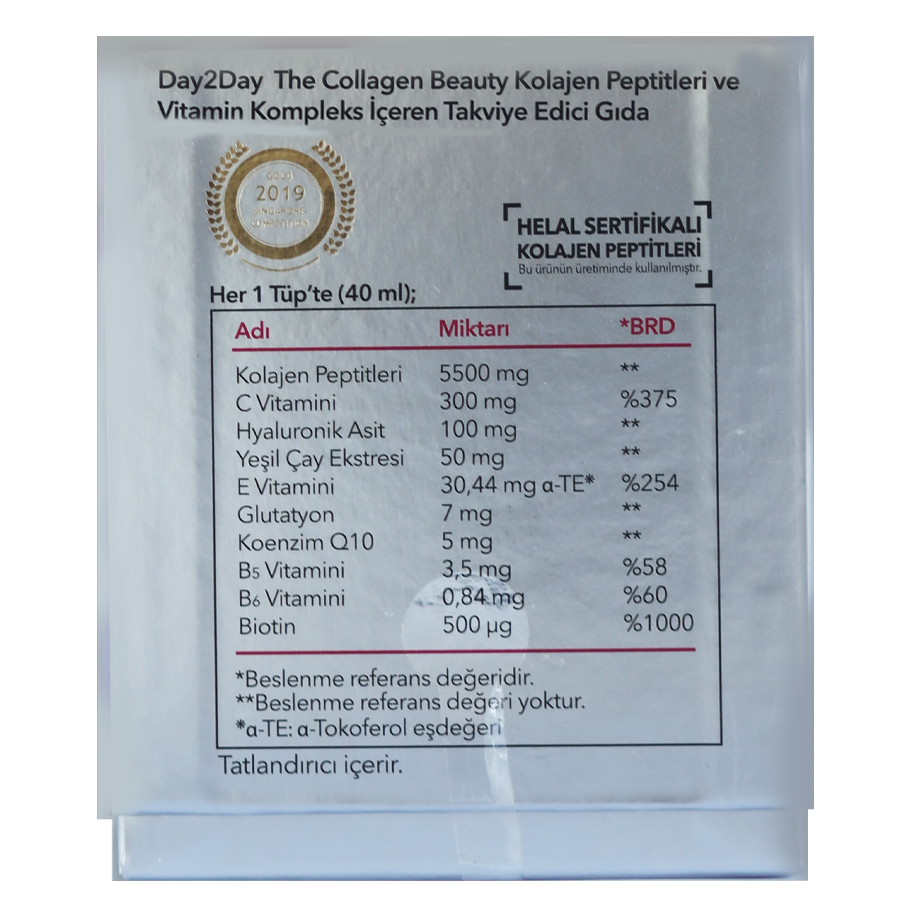 Day2Day The Collagen Beauty Kolajen Peptitleri ve
Vitamin Kompleks İçeren Takviye Edici Gıda
GOLD
2019
SINGAPORE
COMPETITION
HELAL SERTİFİKALI
KOLAJEN PEPTİTLERİ
Bu ürünün üretiminde kullanılmıştır.
Her 1 Tüp'te (40 ml);
Adı Miktarı *BRD
Kolajen Peptitleri 5500 mg **
C Vitamini 300 mg %375
Hyaluronik Asit 100 mg **
Yeşil Çay Ekstresi 50 mg **
E Vitamini 30,44 mg α-TE* %254
Glutatyon 7 mg **
Koenzim Q10 5 mg **
B5 Vitamini 3,5 mg %58
B6 Vitamini 0,84 mg %60
Biotin 500 µg %1000
*Beslenme referans değeridir.
**Beslenme referans değeri yoktur.
*α-TE: α-Tokoferol eşdeğeri
Tatlandırıcı içerir.